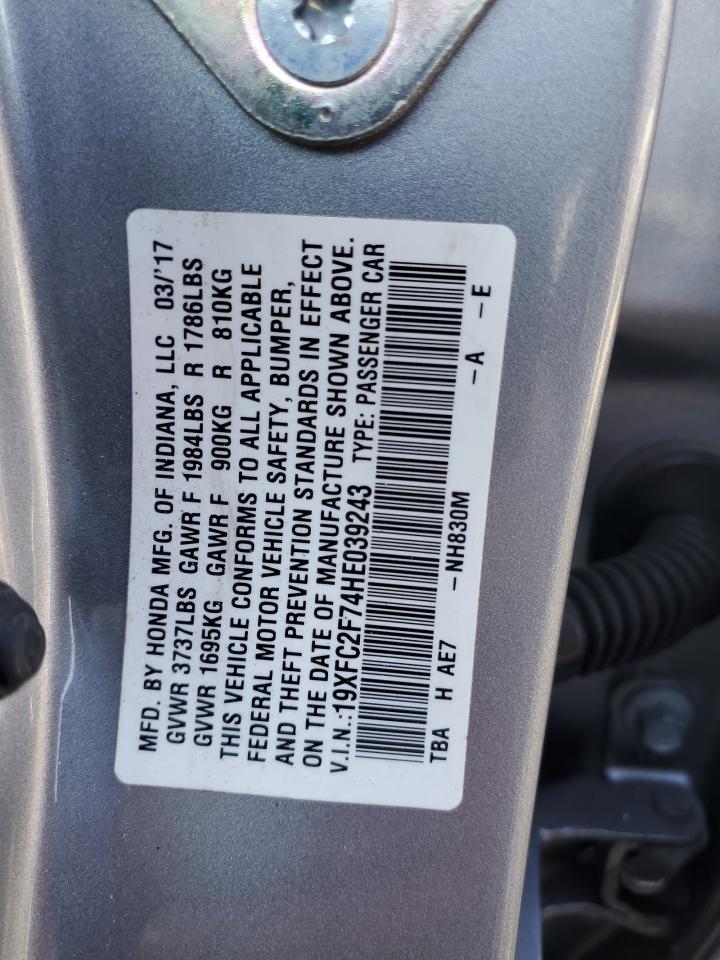 MFD. BY HONDA MFG. OF INDIANA, LLC 03/'17
GVWR 3737LBS GAWR F 1984LBS R 1786LBS
GVWR 1695KG GAWR F 900KG R 810KG
THIS VEHICLE CONFORMS TO ALL APPLICABLE
FEDERAL MOTOR VEHICLE SAFETY, BUMPER,
AND THEFT PREVENTION STANDARDS IN EFFECT
ON THE DATE OF MANUFACTURE SHOWN ABOVE.
V.I.N.:19XFC2F74HE039243 TYPE: PASSENGER CAR
TBA H AE7 - NH830M - A - E